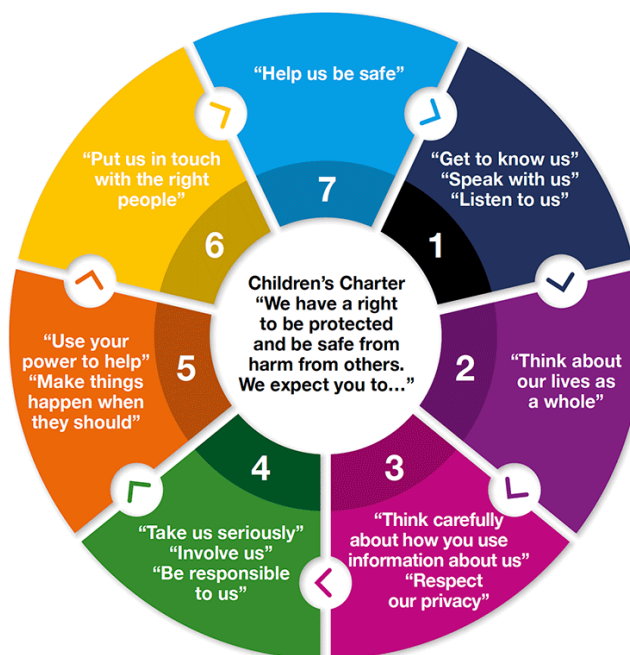 Children’s Charter
“We have a right
to be protected
and be safe from
harm from others.
We expect you to…”
1
“Get to know us”
“Speak with us”
“Listen to us”
2
“Think about
our lives as
a whole”
3
“Think carefully
about how you use
information about us”
“Respect
our privacy”
4
“Take us seriously”
“Involve us”
“Be responsible
to us”
5
“Use your
power to help”
“Make things
happen when
they should”
6
“Put us in touch
with the right
people”
7
“Help us be safe”